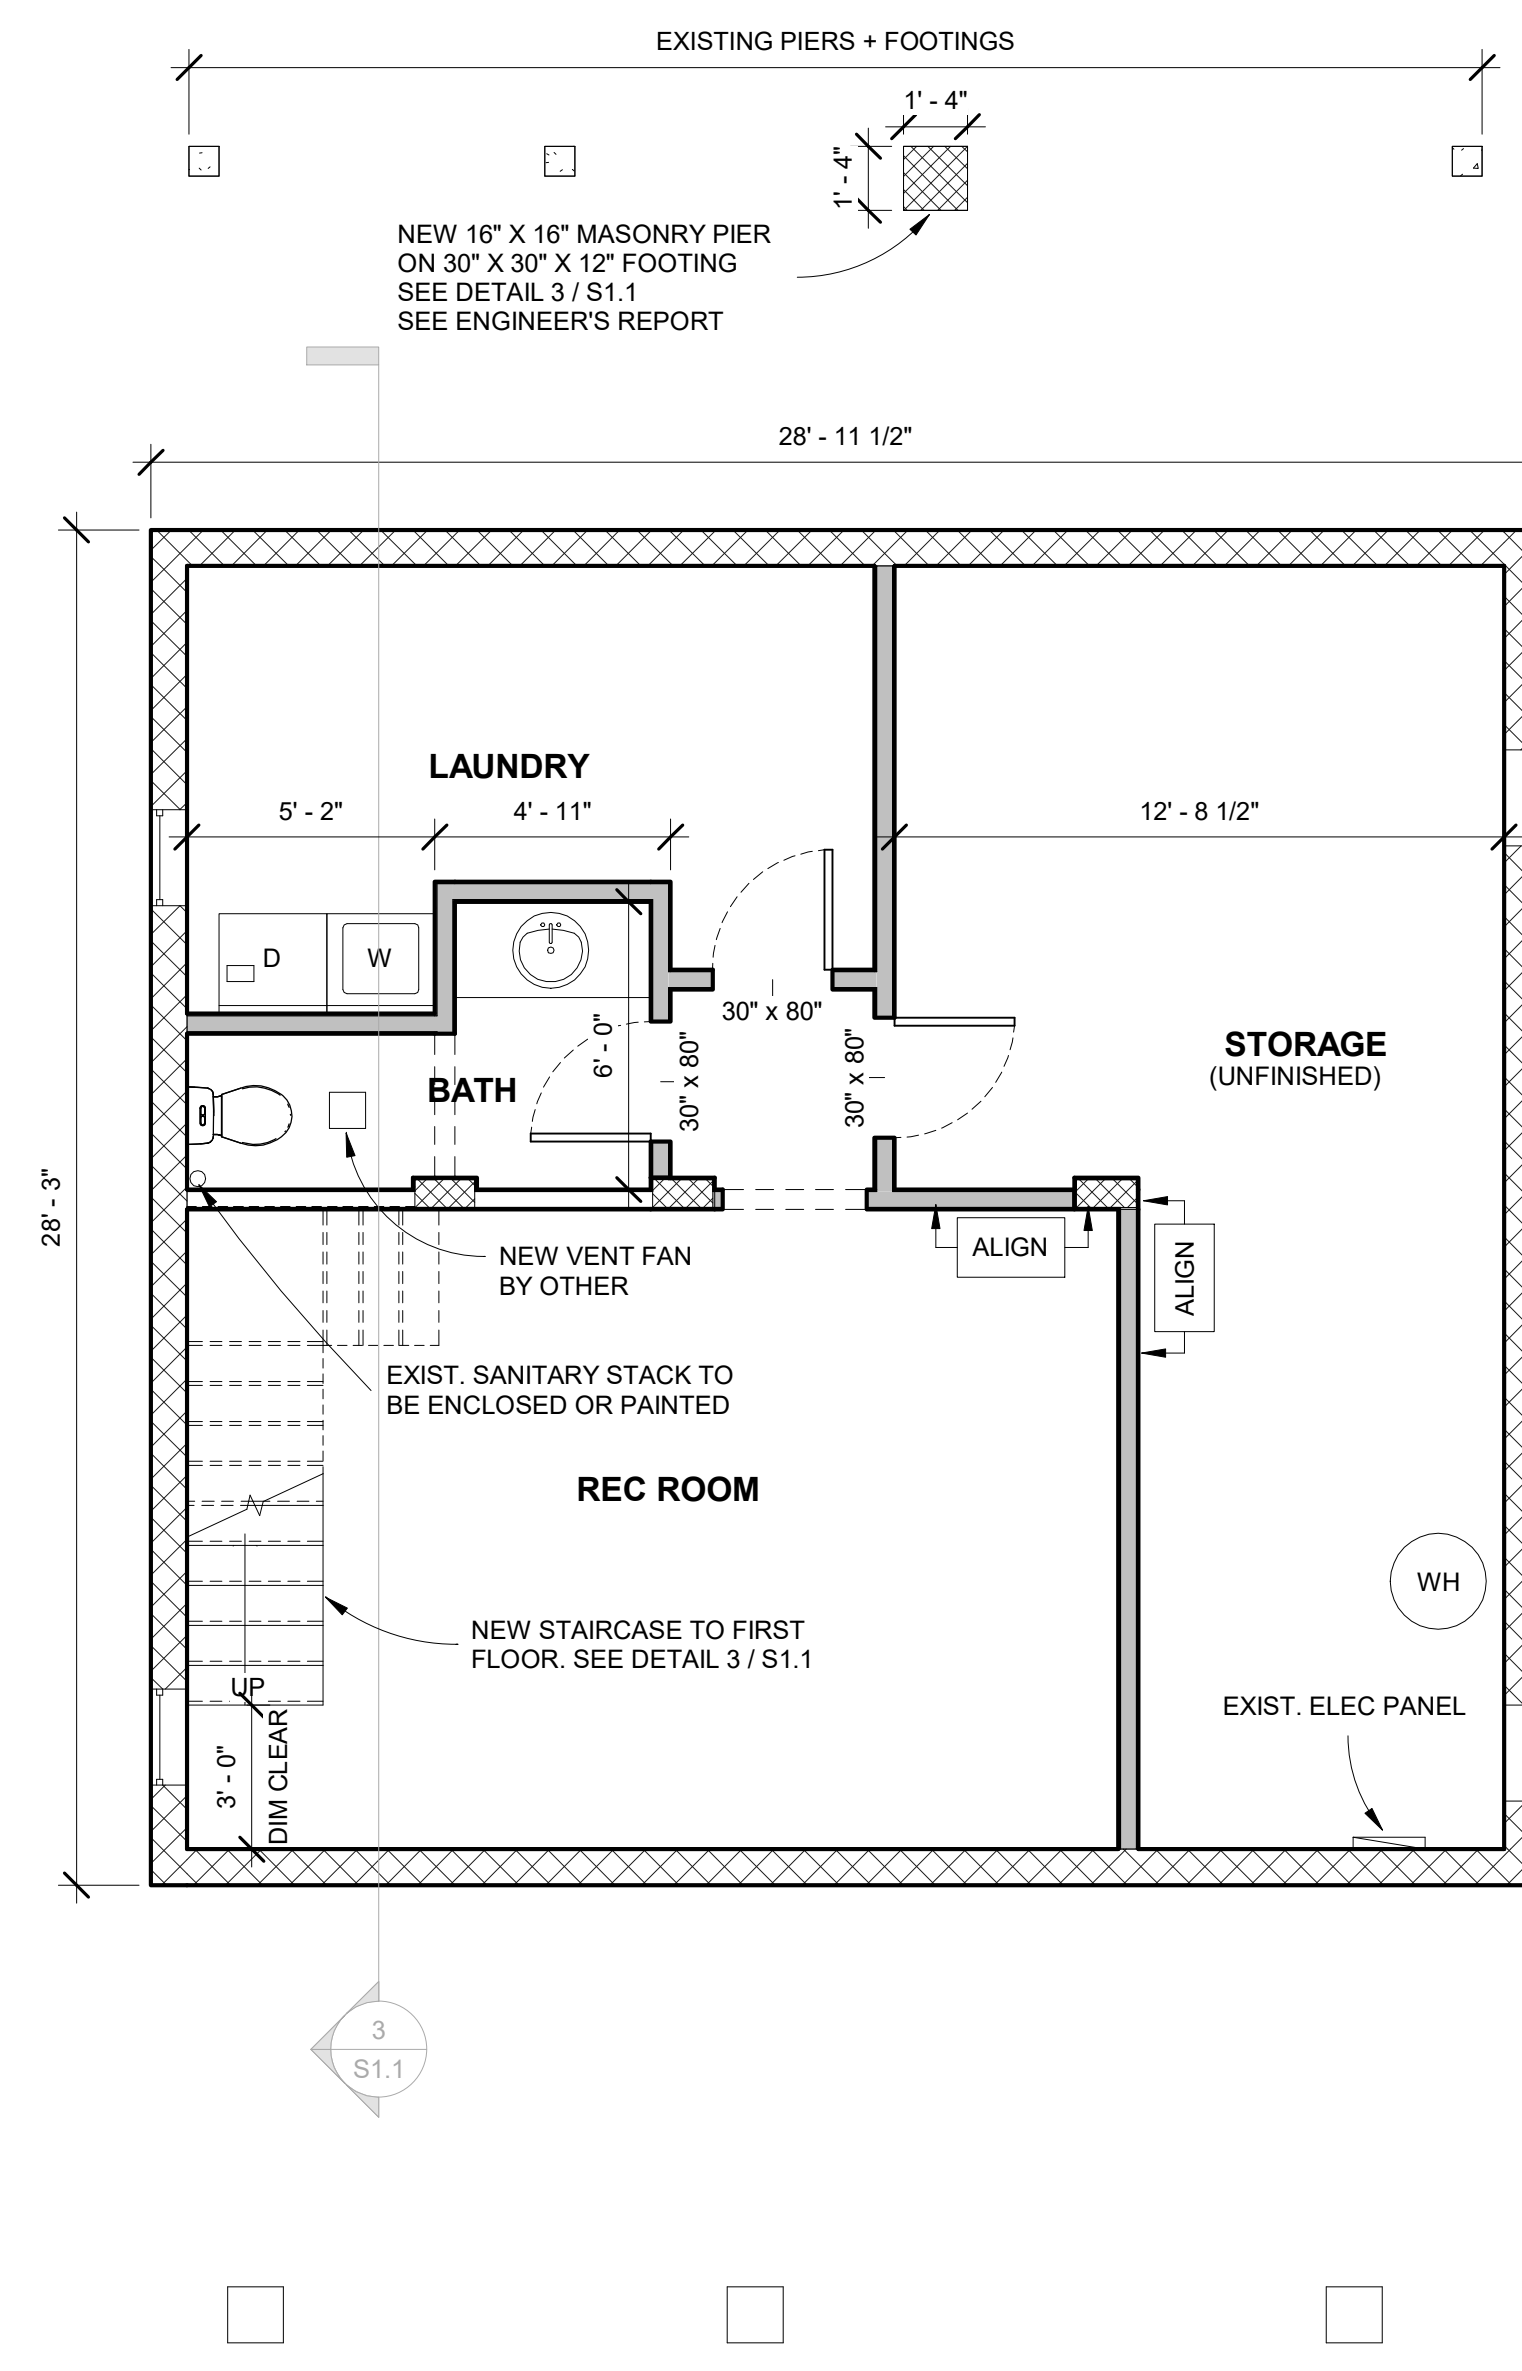 EXISTING PIERS + FOOTINGS
1' - 4"
1' - 4"
NEW 16" X 16" MASONRY PIER
ON 30" X 30" X 12" FOOTING
SEE DETAIL 3 / S1.1
SEE ENGINEER'S REPORT
28' - 11 1/2"
LAUNDRY
5' - 2"
4' - 11"
12' - 8 1/2"
D
W
30" x 80"
6' - 0"
30" x 80"
30" x 80"
STORAGE
(UNFINISHED)
BATH
28' - 3"
ALIGN
ALIGN
NEW VENT FAN
BY OTHER
EXIST. SANITARY STACK TO
BE ENCLOSED OR PAINTED
REC ROOM
WH
NEW STAIRCASE TO FIRST
FLOOR. SEE DETAIL 3 / S1.1
UP
EXIST. ELEC PANEL
3' - 0"
DIM CLEAR
3
S1.1